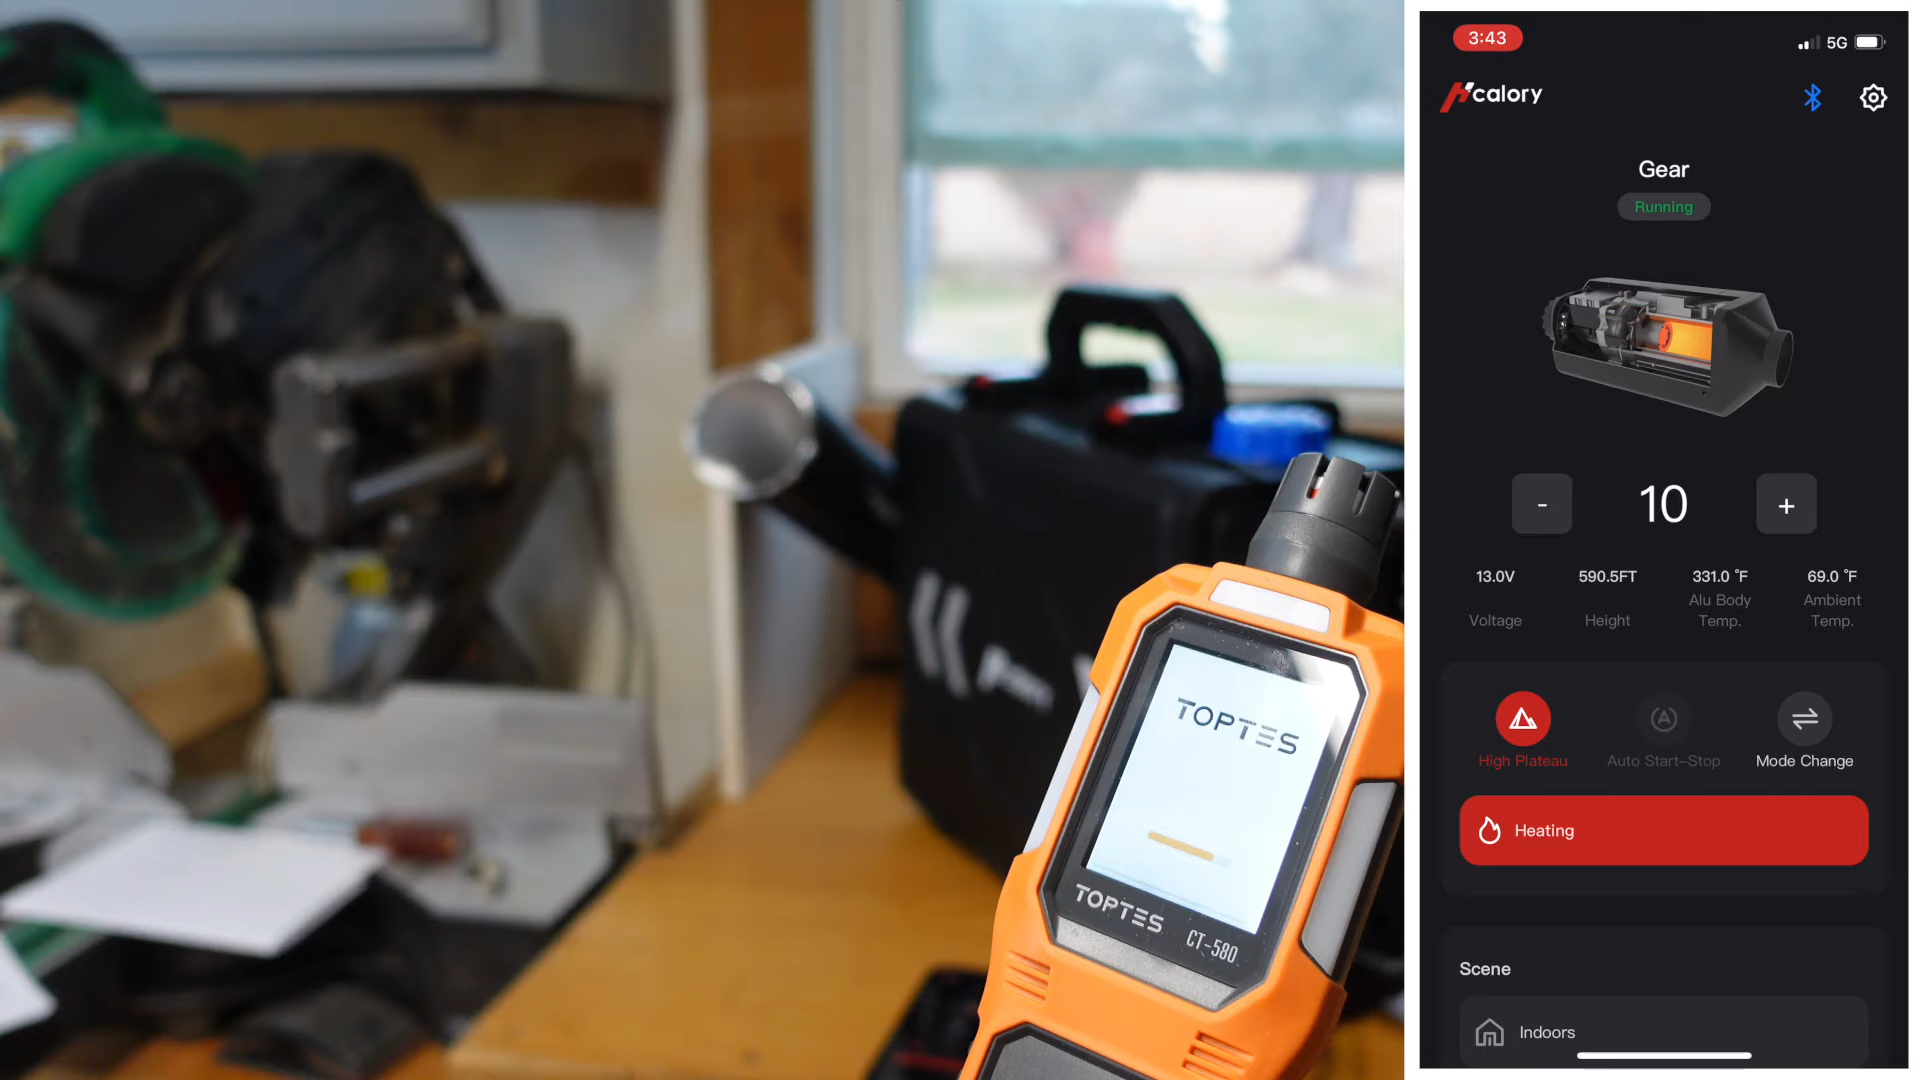 TOPTES
TOPTES
CT-580
3:43
5G
Hcalory
Gear
Running
-
10
+
13.0V
590.5FT
331.0 °F
69.0 °F
Voltage
Height
Alu Body
Temp.
Ambient
Temp.
High Plateau
Auto Start-Stop
Mode Change
Heating
Scene
Indoors